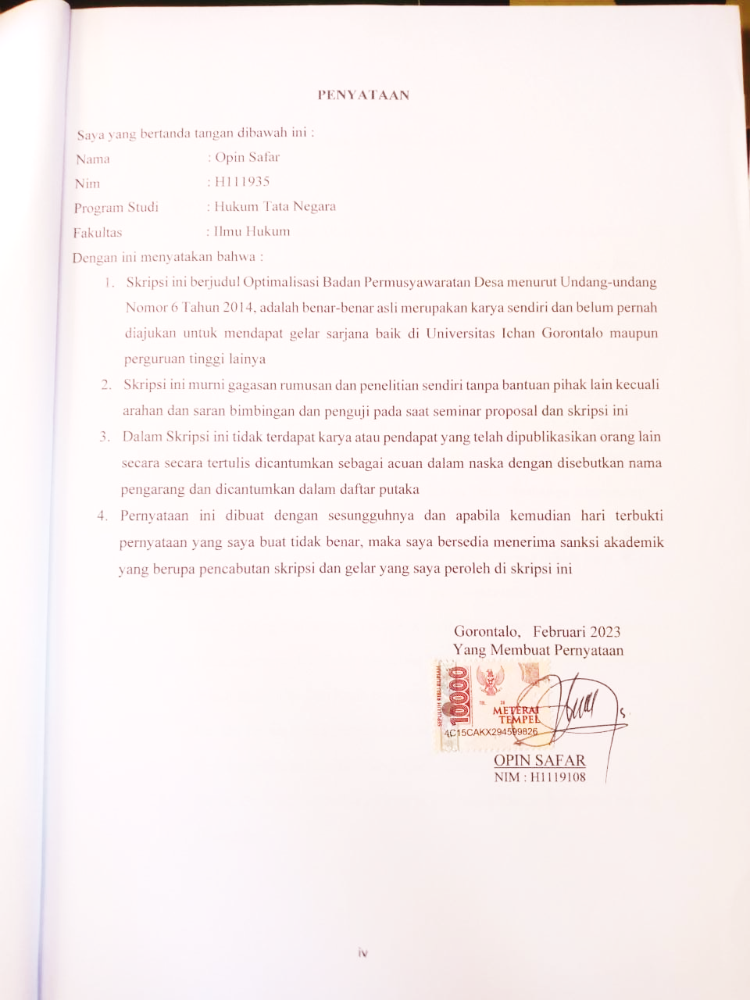 PENYATAAN
Saya yang bertanda tangan dibawah ini :
Nama : Opin Safar
Nim : H111935
Program Studi : Hukum Tata Negara
Fakultas : Ilmu Hukum
Dengan ini menyatakan bahwa :
1. Skripsi ini berjudul Optimalisasi Badan Permusyawaratan Desa menurut Undang-undang
Nomor 6 Tahun 2014, adalah benar-benar asli merupakan karya sendiri dan belum pernah
diajukan untuk mendapat gelar sarjana baik di Universitas Ichan Gorontalo maupun
perguruan tinggi lainya
2. Skripsi ini murni gagasan rumusan dan penelitian sendiri tanpa bantuan pihak lain kecuali
arahan dan saran bimbingan dan penguji pada saat seminar proposal dan skripsi ini
3. Dalam Skripsi ini tidak terdapat karya atau pendapat yang telah dipublikasikan orang lain
secara secara tertulis dicantumkan sebagai acuan dalam naska dengan disebutkan nama
pengarang dan dicantumkan dalam daftar putaka
4. Pernyataan ini dibuat dengan sesungguhnya dan apabila kemudian hari terbukti
pernyataan yang saya buat tidak benar, maka saya bersedia menerima sanksi akademik
yang berupa pencabutan skripsi dan gelar yang saya peroleh di skripsi ini
Gorontalo, Februari 2023
Yang Membuat Pernyataan
SEPULUH RIBU RUPIAH
10000
METERAI
TEMPEL
4C15CAKX294599826
OPIN SAFAR
NIM : H1119108
iv